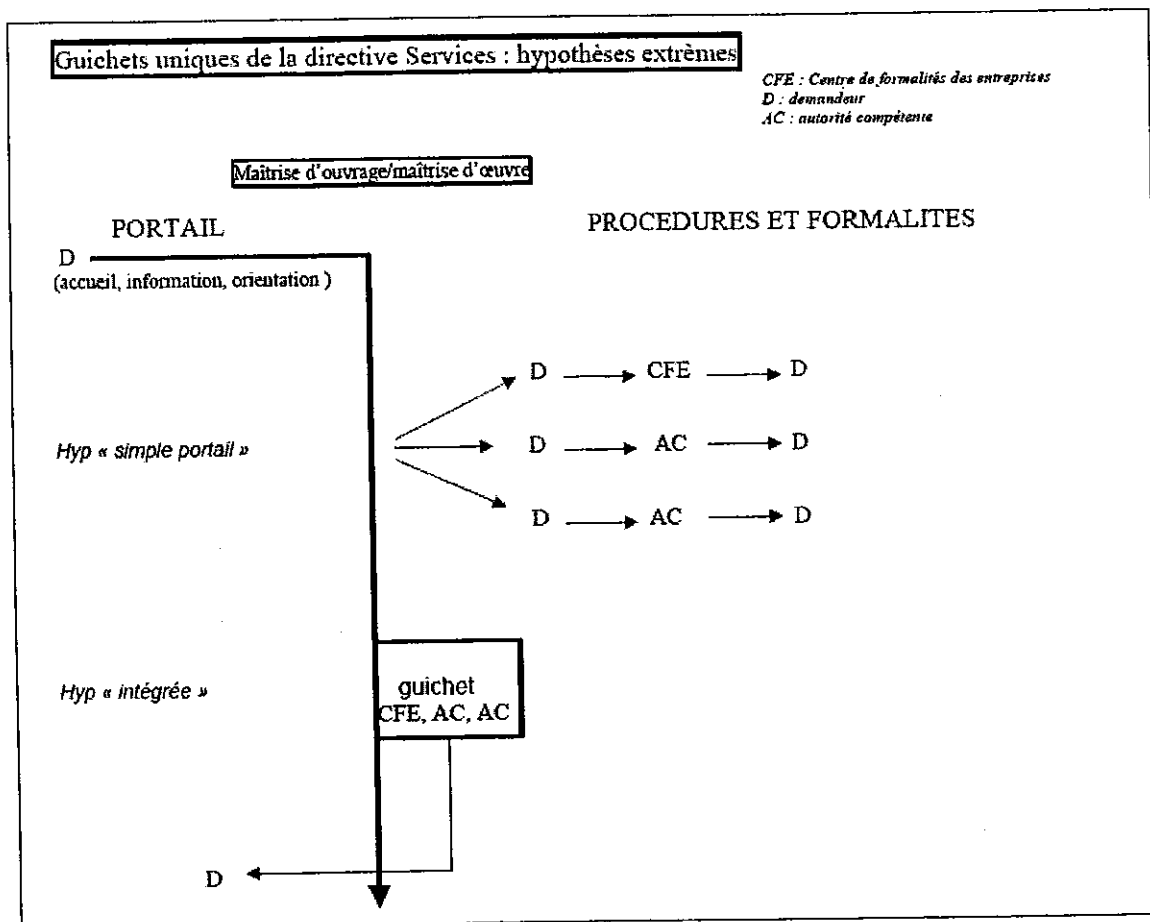 Guichets uniques de la directive Services : hypothèses extrêmes
CFE : Centre de formalités des entreprises
D : demandeur
AC : autorité compétente
Maîtrise d'ouvrage/maîtrise d'œuvre
PORTAIL
PROCEDURES ET FORMALITES
D
(accueil, information, orientation )
D CFE D
Hyp « simple portail »
D AC D
D AC D
Hyp « intégrée »
guichet
CFE, AC, AC
D